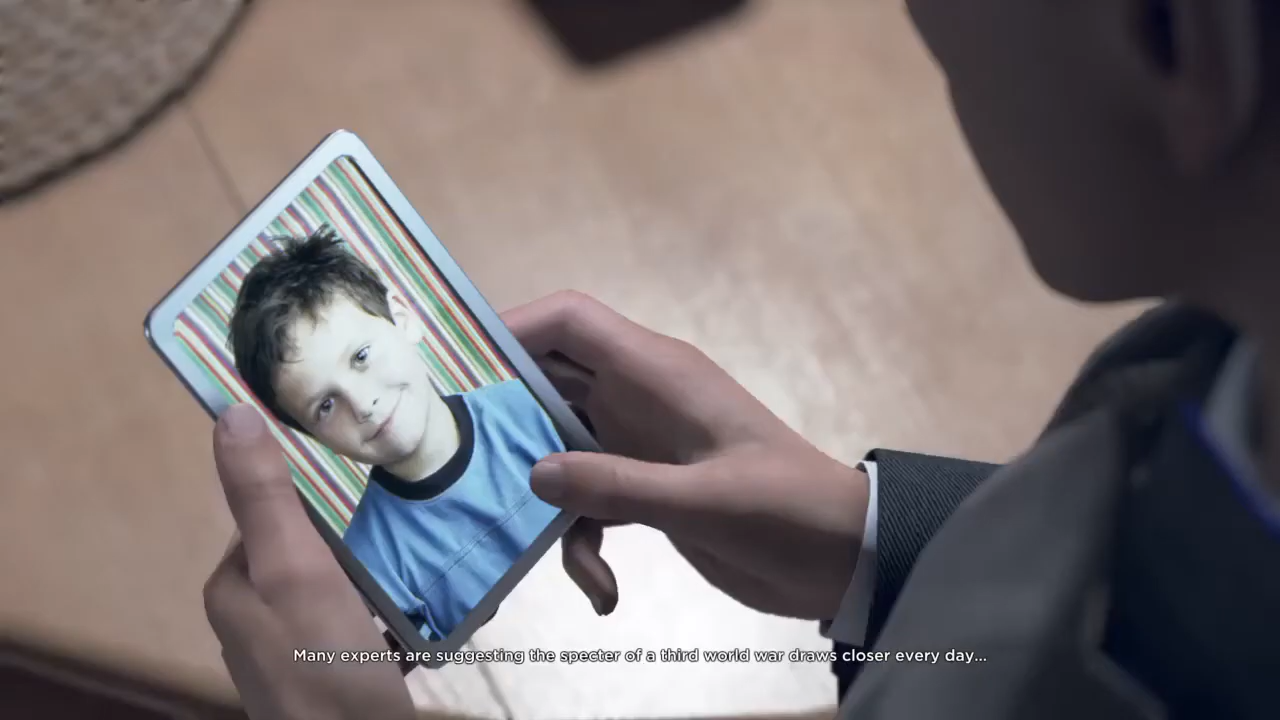 Many experts are suggesting the specter of a third world war draws closer every day...